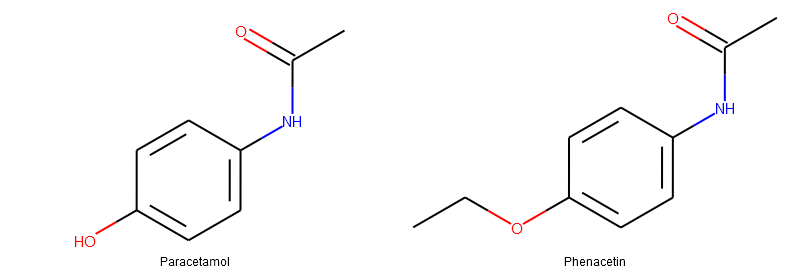 O
NH
HO
Paracetamol
O
NH
O
Phenacetin